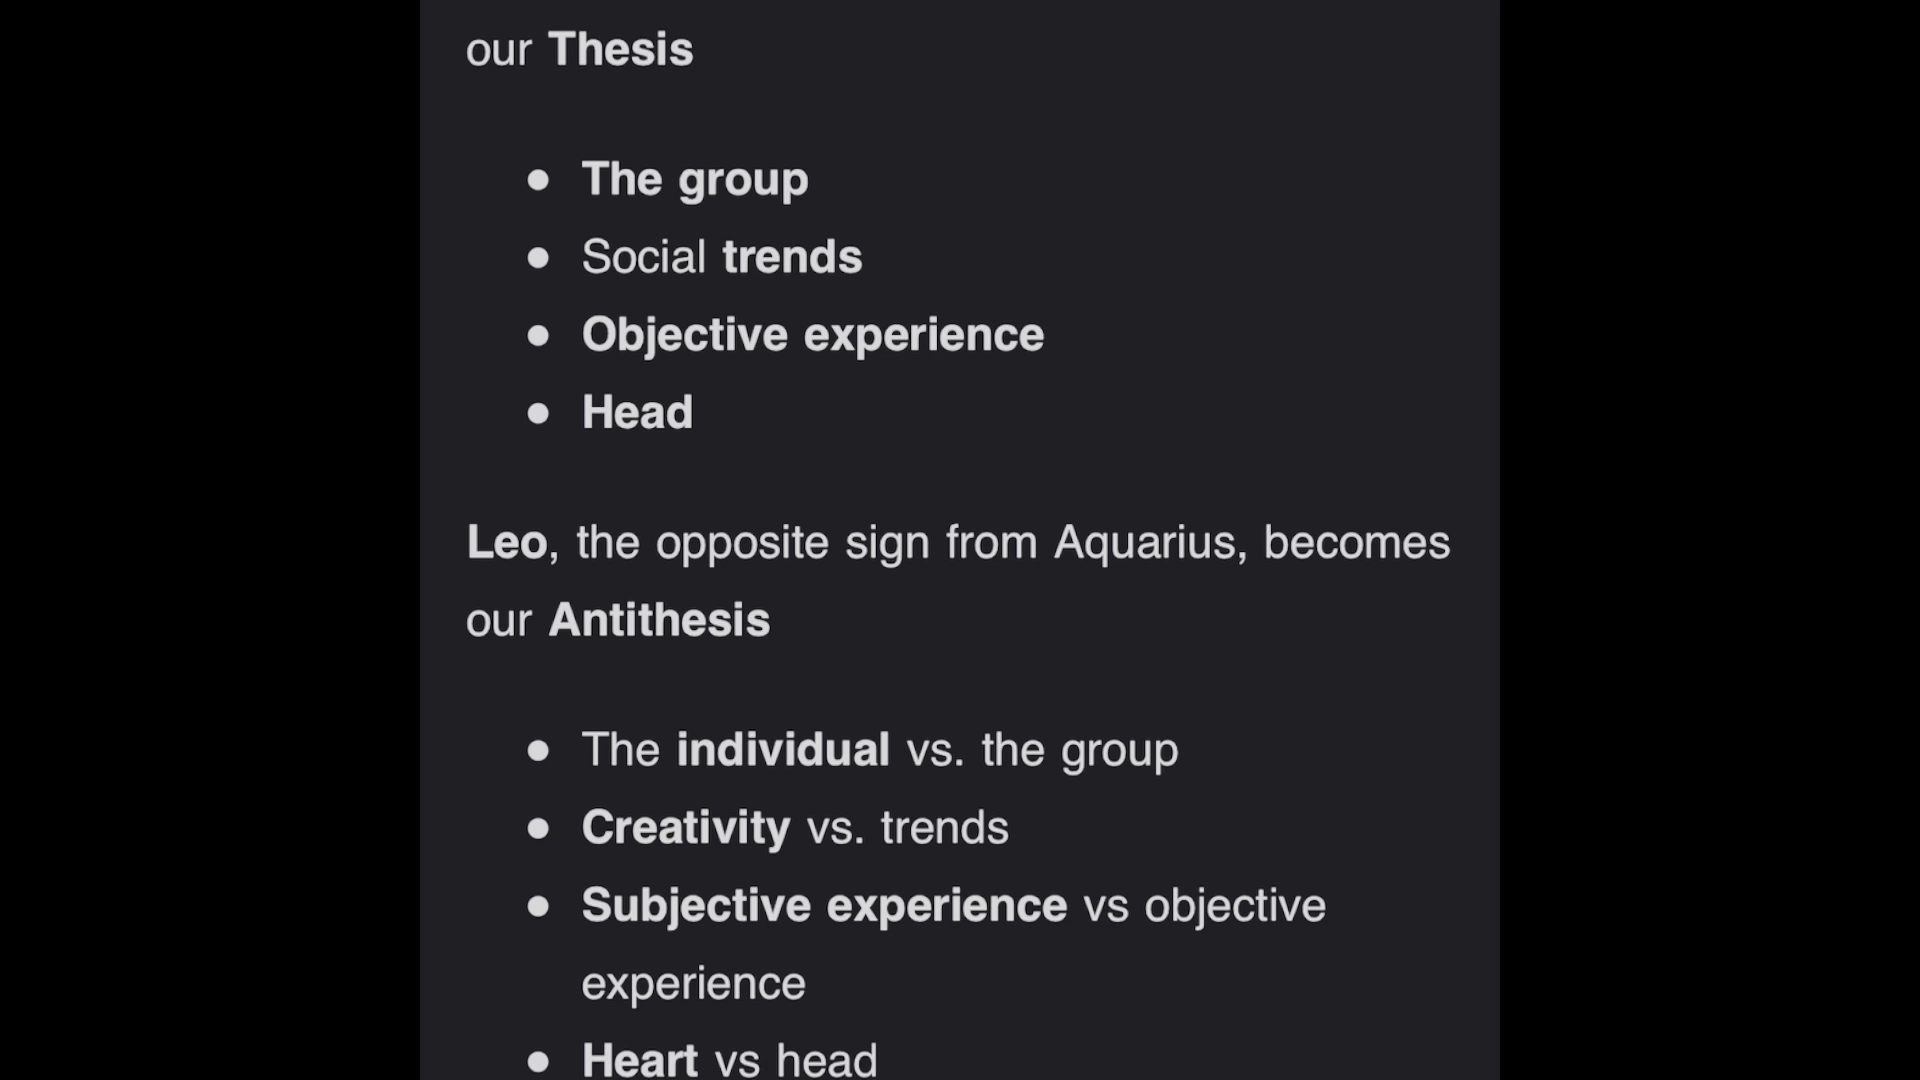 our Thesis
● The group
● Social trends
● Objective experience
● Head
Leo, the opposite sign from Aquarius, becomes
our Antithesis
● The individual vs. the group
● Creativity vs. trends
● Subjective experience vs objective
experience
● Heart vs head